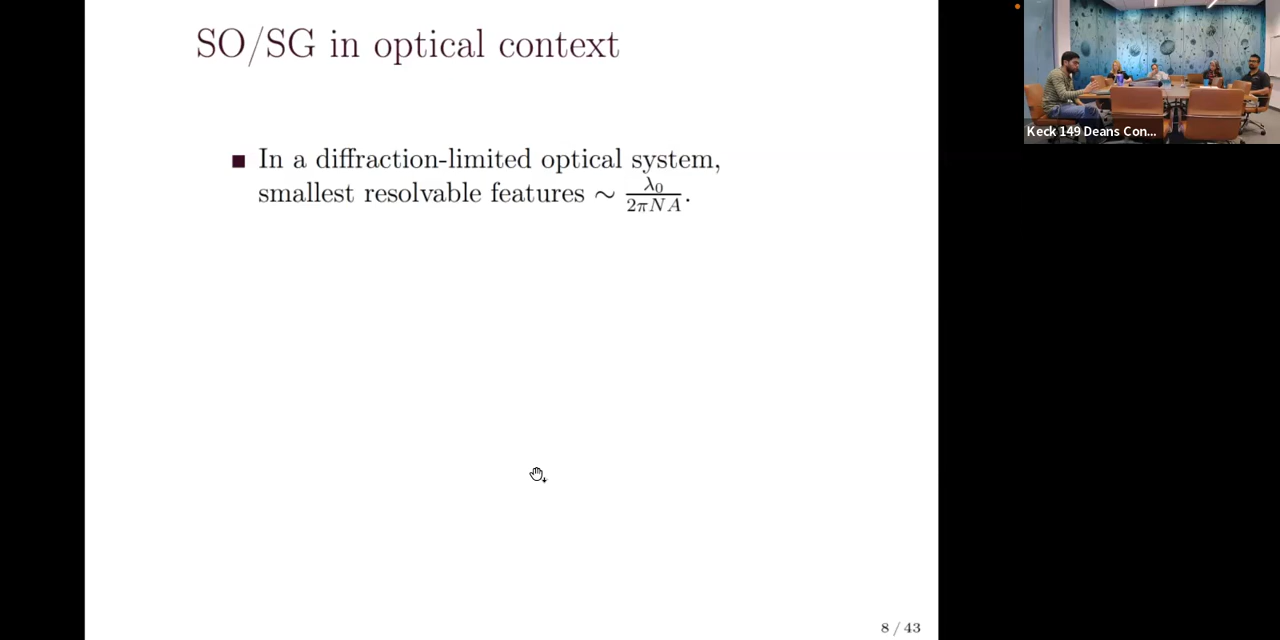 SO/SG in optical context
Keck 149 Deans Con...
■ In a diffraction-limited optical system,
smallest resolvable features ∼ λ₀/2πNA.
8 / 43